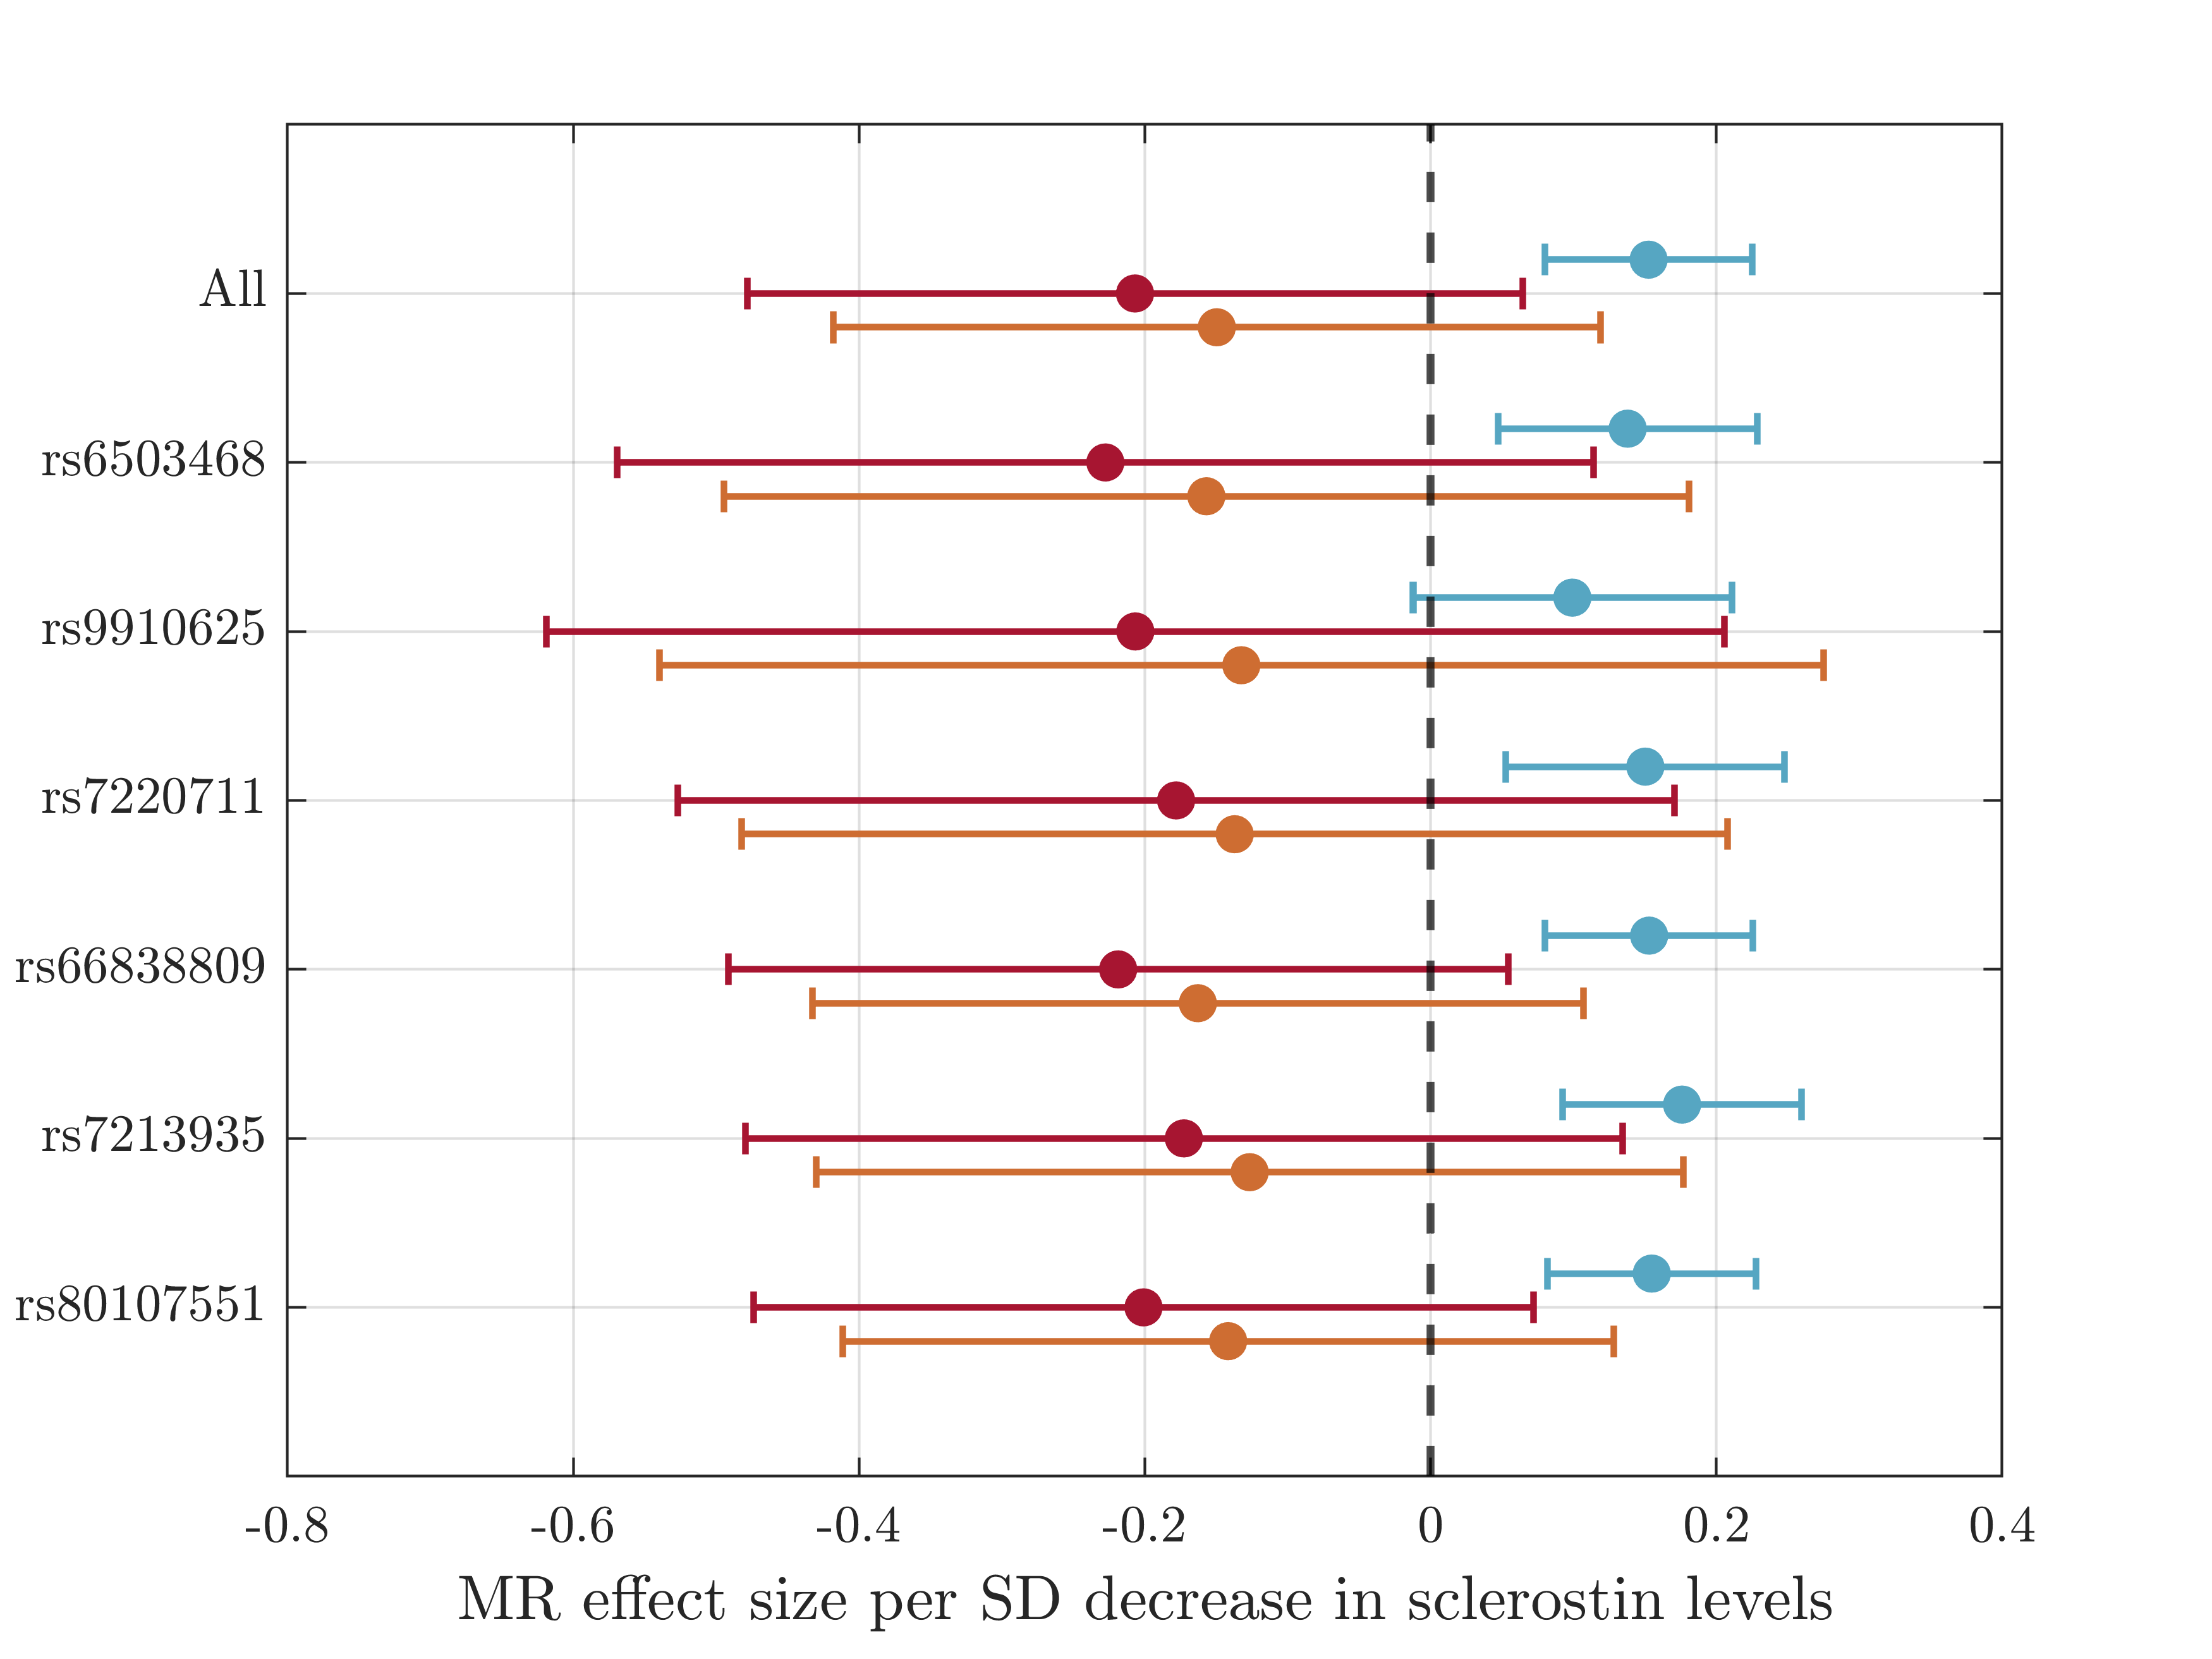 All
rs6503468
rs9910625
rs7220711
rs66838809
rs7213935
rs80107551
-0.8 -0.6 -0.4 -0.2 0 0.2 0.4
MR effect size per SD decrease in sclerostin levels